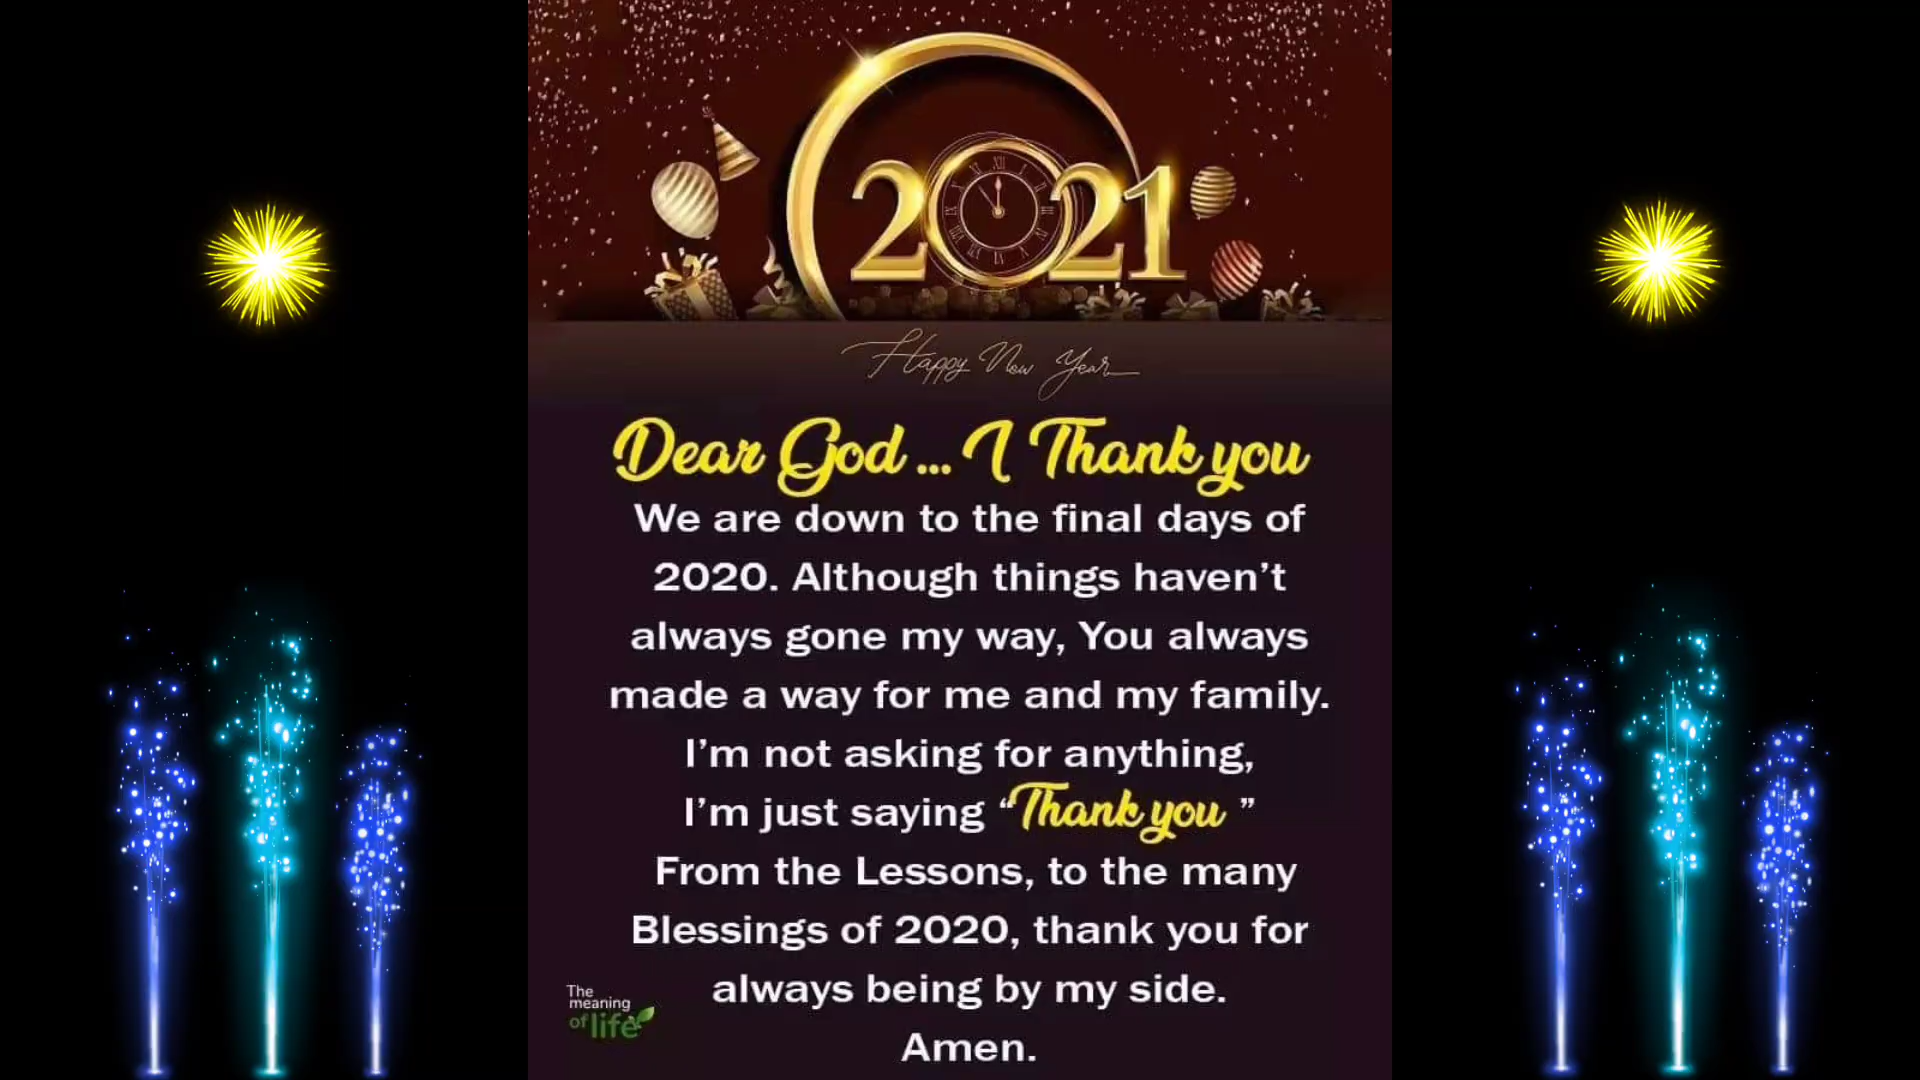 2021
Happy New Year
Dear God... I Thank you
We are down to the final days of
2020. Although things haven’t
always gone my way, You always
made a way for me and my family.
I’m not asking for anything,
I’m just saying “Thank you ”
From the Lessons, to the many
Blessings of 2020, thank you for
always being by my side.
Amen.
The
meaning
of life